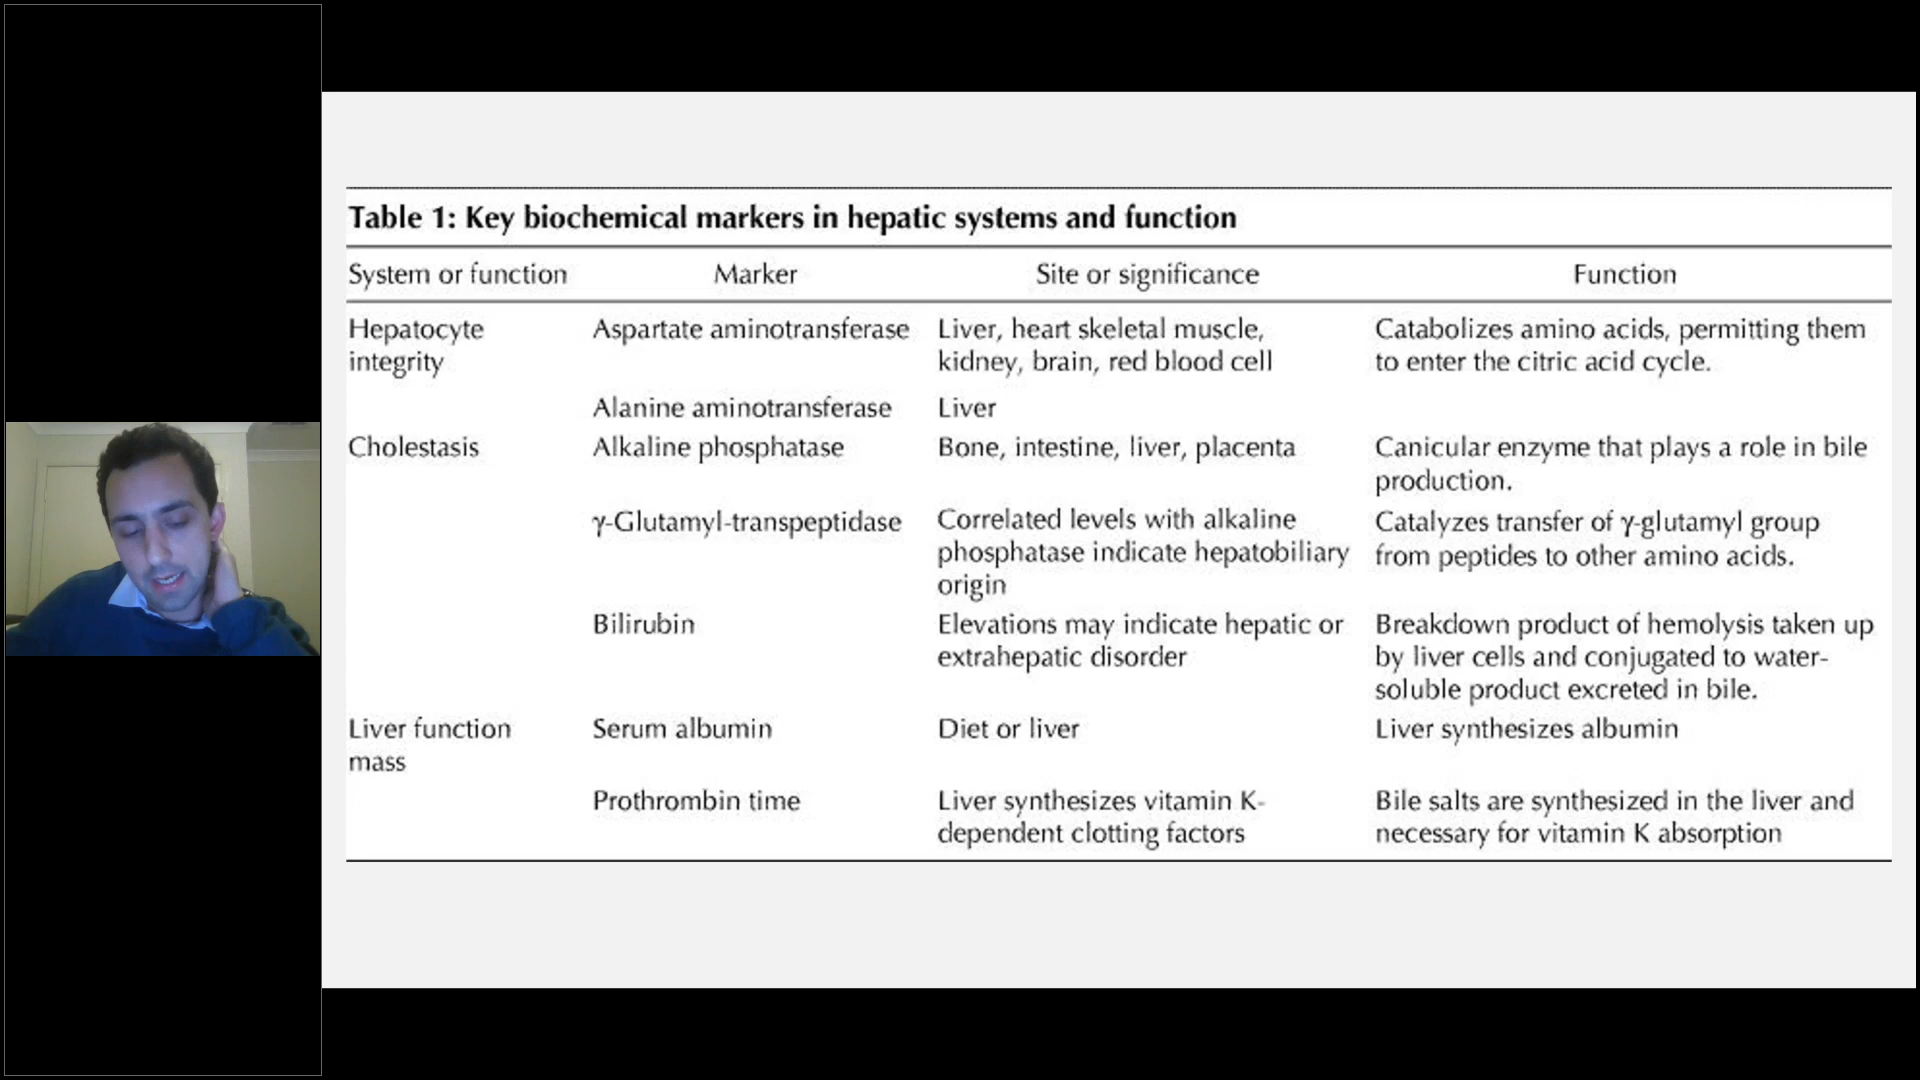 Table 1: Key biochemical markers in hepatic systems and function
System or function Marker Site or significance Function
Hepatocyte integrity Aspartate aminotransferase Liver, heart skeletal muscle, kidney, brain, red blood cell Catabolizes amino acids, permitting them to enter the citric acid cycle.
Alanine aminotransferase Liver
Cholestasis Alkaline phosphatase Bone, intestine, liver, placenta Canicular enzyme that plays a role in bile production.
γ-Glutamyl-transpeptidase Correlated levels with alkaline phosphatase indicate hepatobiliary origin Catalyzes transfer of γ-glutamyl group from peptides to other amino acids.
Bilirubin Elevations may indicate hepatic or extrahepatic disorder Breakdown product of hemolysis taken up by liver cells and conjugated to water-soluble product excreted in bile.
Liver function mass Serum albumin Diet or liver Liver synthesizes albumin
Prothrombin time Liver synthesizes vitamin K-dependent clotting factors Bile salts are synthesized in the liver and necessary for vitamin K absorption